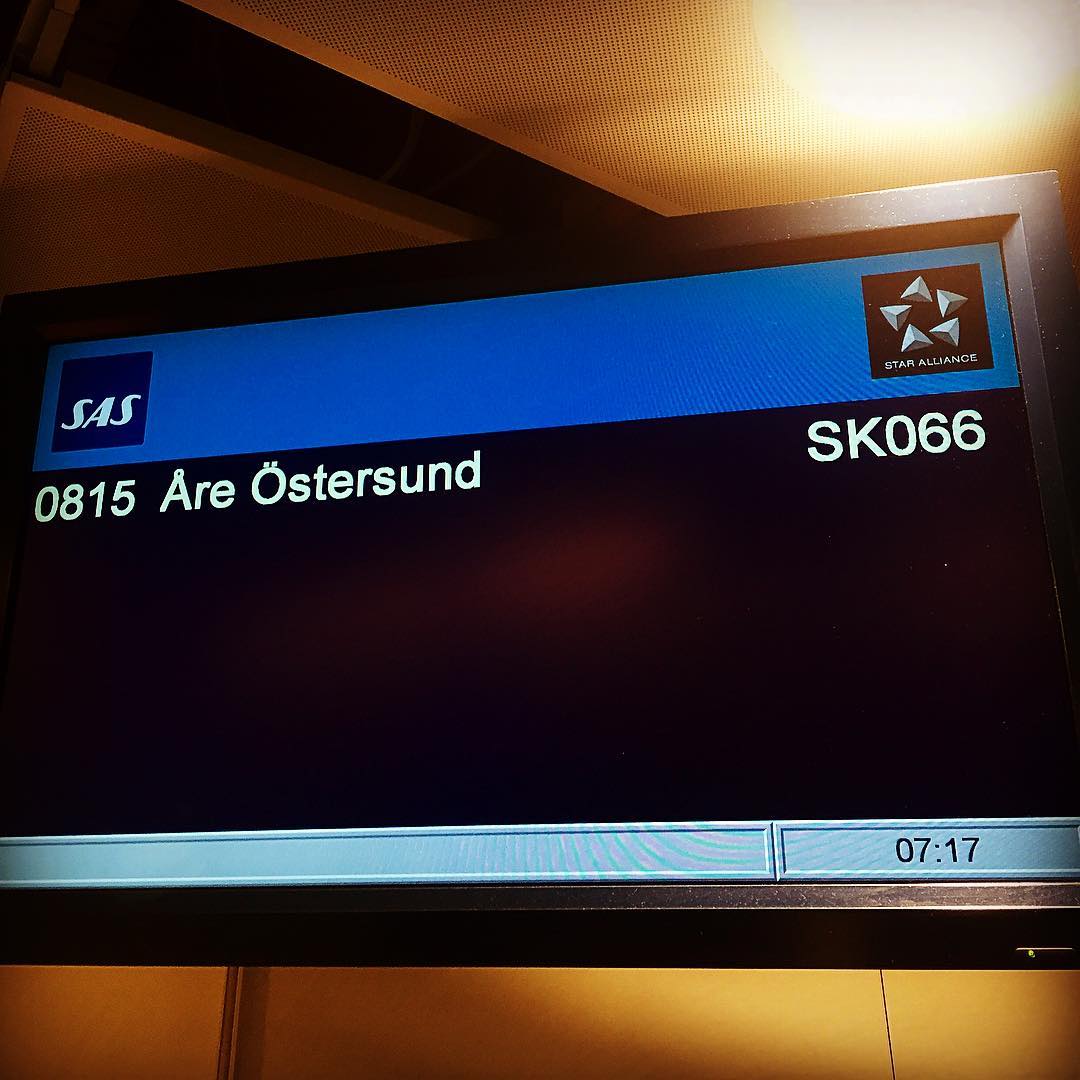 SAS
STAR ALLIANCE
0815 Åre Östersund SK066
07:17